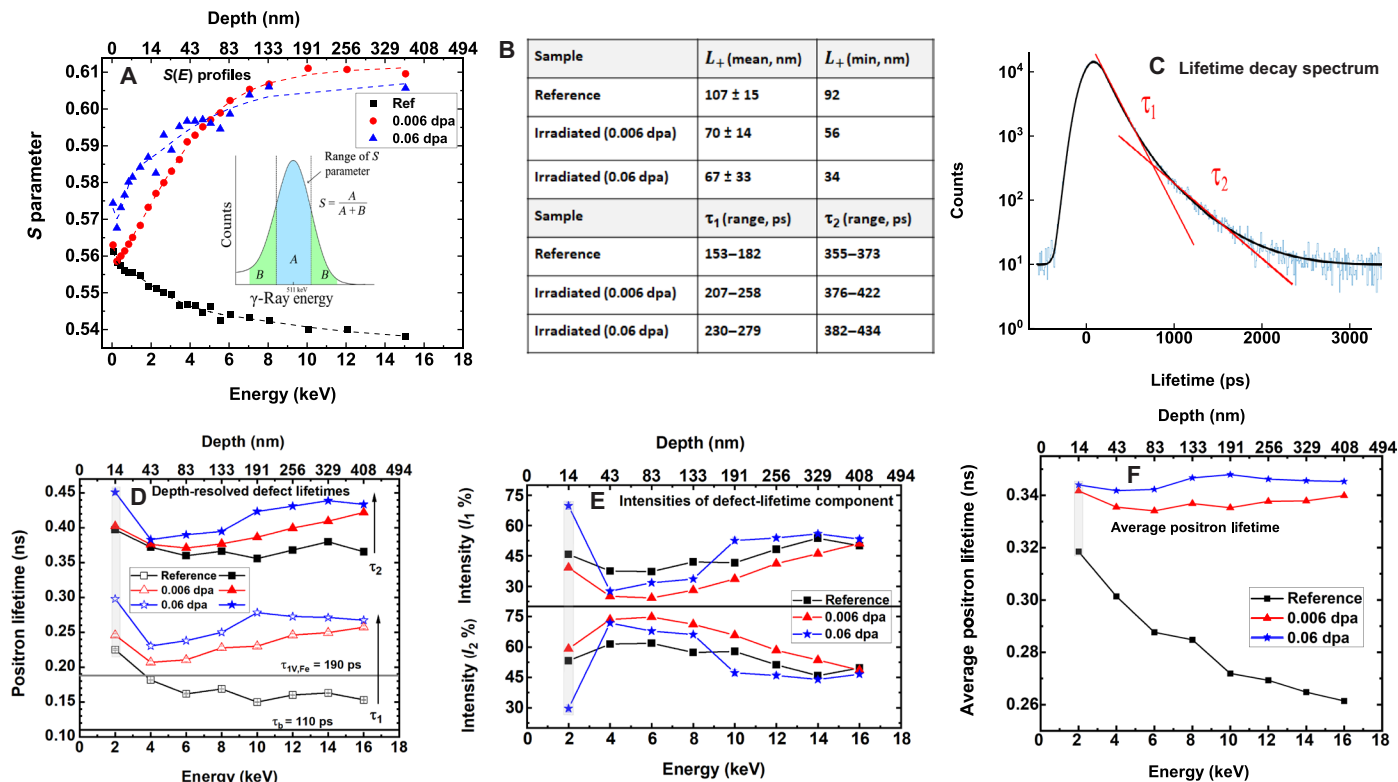 Depth (nm)
0 14 43 83 133 191 256 329 408 494
A
S(E) profiles
Ref
0.006 dpa
0.06 dpa
0.61
0.60
0.59
0.58
0.57
0.56
0.55
0.54
S parameter
Range of S
parameter
S = A / A + B
Counts
B A B
511 keV
γ-Ray energy
0 2 4 6 8 10 12 14 16 18
Energy (keV)
B
Sample L+ (mean, nm) L+ (min, nm)
Reference 107 ± 15 92
Irradiated (0.006 dpa) 70 ± 14 56
Irradiated (0.06 dpa) 67 ± 33 34
Sample τ1 (range, ps) τ2 (range, ps)
Reference 153–182 355–373
Irradiated (0.006 dpa) 207–258 376–422
Irradiated (0.06 dpa) 230–279 382–434
C Lifetime decay spectrum
10⁴
10³
10²
10¹
10⁰
Counts
τ1
τ2
0 1000 2000 3000
Lifetime (ps)
Depth (nm)
0 14 43 83 133 191 256 329 408 494
D
Depth-resolved defect lifetimes
0.45
0.40
0.35
0.30
0.25
0.20
0.15
0.10
Positron lifetime (ns)
τ2
Reference
0.006 dpa
0.06 dpa
τ1V,Fe = 190 ps
τ1
τb = 110 ps
0 2 4 6 8 10 12 14 16 18
Energy (keV)
Depth (nm)
0 14 43 83 133 191 256 329 408 494
E
Intensities of defect-lifetime component
75
60
45
30
Intensity (I1 %)
75
60
45
30
Intensity (I2 %)
Reference
0.006 dpa
0.06 dpa
0 2 4 6 8 10 12 14 16 18
Energy (keV)
Depth (nm)
0 14 43 83 133 191 256 329 408 494
F
Average positron lifetime
0.34
0.32
0.30
0.28
0.26
Average positron lifetime (ns)
Reference
0.006 dpa
0.06 dpa
0 2 4 6 8 10 12 14 16 18
Energy (keV)